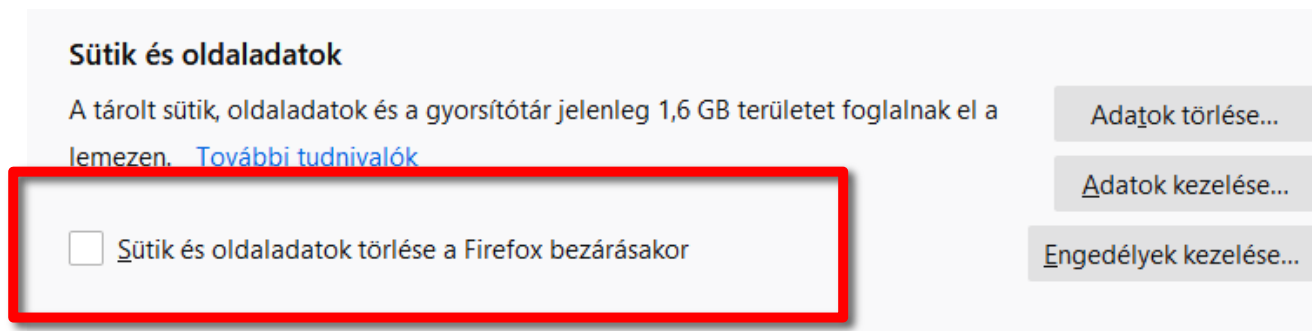 Sütik és oldaladatok
A tárolt sütik, oldaladatok és a gyorsítótár jelenleg 1,6 GB területet foglalnak el a
lemezen. További tudnivalók
Adatok törlése...
Adatok kezelése...
Sütik és oldaladatok törlése a Firefox bezárásakor
Engedélyek kezelése...